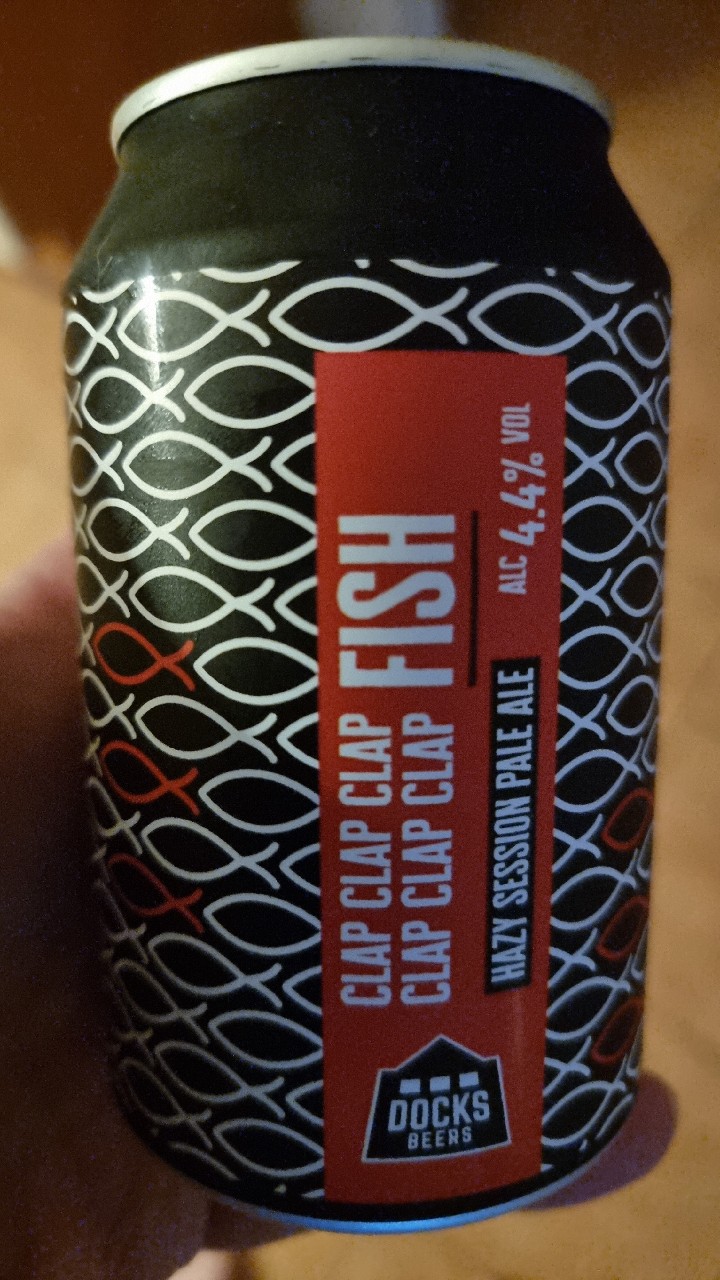 CLAP CLAP CLAP
CLAP CLAP CLAP
FISH
HAZY SESSION PALE ALE
ALC 4.4% VOL
DOCKS
BEERS